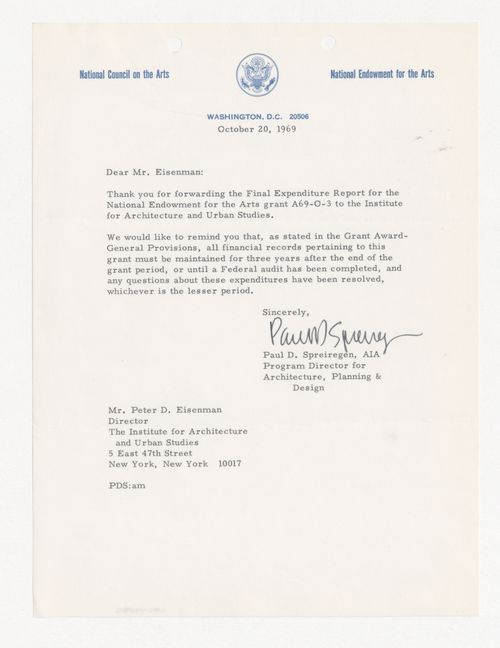 National Council on the Arts
National Endowment for the Arts
WASHINGTON, D.C. 20506
October 20, 1969
Dear Mr. Eisenman:
Thank you for forwarding the Final Expenditure Report for the
National Endowment for the Arts grant A69-O-3 to the Institute
for Architecture and Urban Studies.
We would like to remind you that, as stated in the Grant Award-
General Provisions, all financial records pertaining to this
grant must be maintained for three years after the end of the
grant period, or until a Federal audit has been completed, and
any questions about these expenditures have been resolved,
whichever is the lesser period.
Sincerely,
Paul D Spreiregen
Paul D. Spreiregen, AIA
Program Director for
Architecture, Planning &
Design
Mr. Peter D. Eisenman
Director
The Institute for Architecture
and Urban Studies
5 East 47th Street
New York, New York 10017
PDS:am